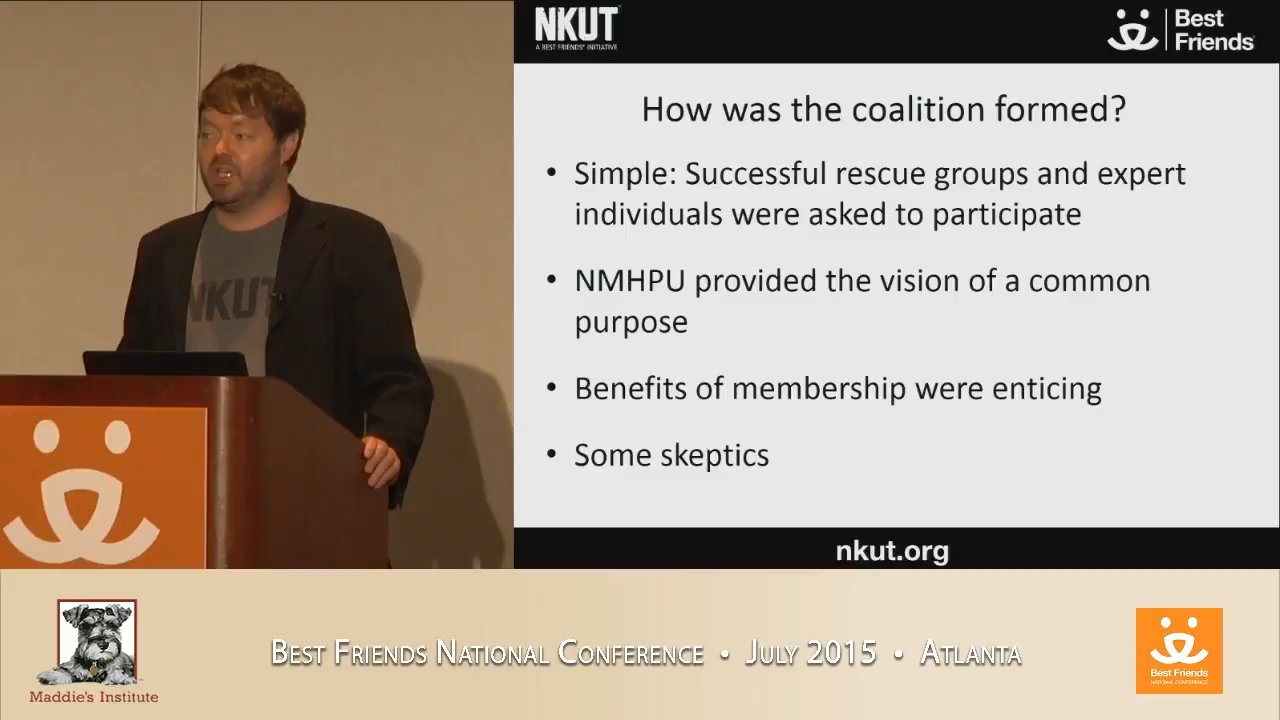 NKUT
A BEST FRIENDS® INITIATIVE
Best
Friends®
How was the coalition formed?
• Simple: Successful rescue groups and expert
individuals were asked to participate
• NMHPU provided the vision of a common
purpose
• Benefits of membership were enticing
• Some skeptics
nkut.org
NKUT
Best Friends National Conference • July 2015 • Atlanta
Maddie's Institute
Best Friends
NATIONAL CONFERENCE